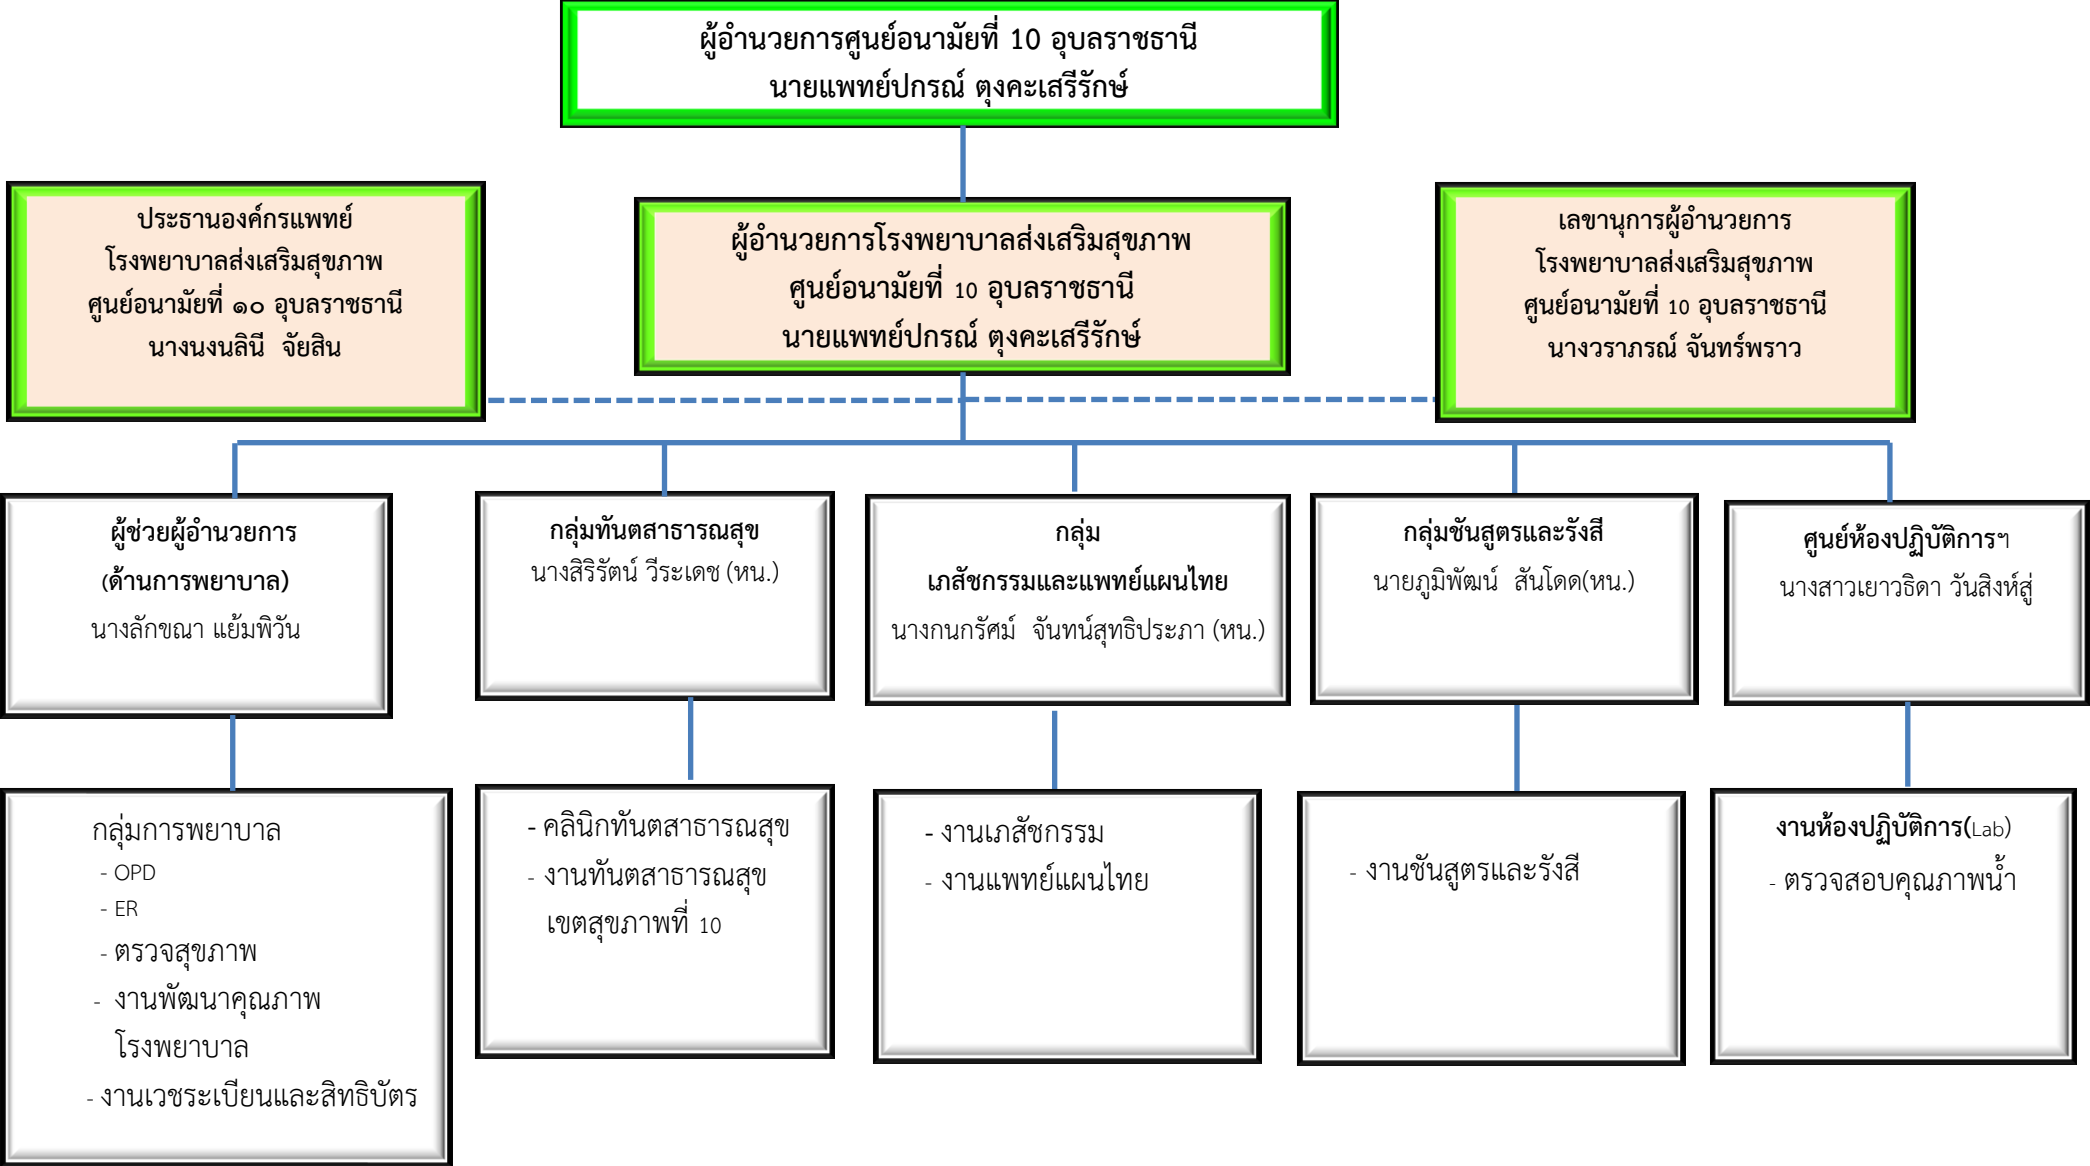 ผู้อำนวยการศูนย์อนามัยที่ 10 อุบลราชธานี
นายแพทย์ปกรณ์ ตุงคะเสรีรักษ์
ประธานองค์กรแพทย์
โรงพยาบาลส่งเสริมสุขภาพ
ศูนย์อนามัยที่ ๑๐ อุบลราชธานี
นางนงนลินี จัยสิน
ผู้อำนวยการโรงพยาบาลส่งเสริมสุขภาพ
ศูนย์อนามัยที่ 10 อุบลราชธานี
นายแพทย์ปกรณ์ ตุงคะเสรีรักษ์
เลขานุการผู้อำนวยการ
โรงพยาบาลส่งเสริมสุขภาพ
ศูนย์อนามัยที่ 10 อุบลราชธานี
นางวราภรณ์ จันทร์พราว
ผู้ช่วยผู้อำนวยการ
(ด้านการพยาบาล)
นางลักขณา แย้มพิวัน
กลุ่มทันตสาธารณสุข
นางสิริรัตน์ วีระเดช (หน.)
กลุ่ม
เภสัชกรรมและแพทย์แผนไทย
นางกนกรัศม์ จันทน์สุทธิประภา (หน.)
กลุ่มชันสูตรและรังสี
นายภูมิพัฒน์ สันโดด(หน.)
ศูนย์ห้องปฏิบัติการฯ
นางสาวเยาวธิดา วันสิงห์สู่
กลุ่มการพยาบาล
- OPD
- ER
- ตรวจสุขภาพ
- งานพัฒนาคุณภาพ
โรงพยาบาล
- งานเวชระเบียนและสิทธิบัตร
- คลินิกทันตสาธารณสุข
- งานทันตสาธารณสุข
เขตสุขภาพที่ 10
- งานเภสัชกรรม
- งานแพทย์แผนไทย
- งานชันสูตรและรังสี
งานห้องปฏิบัติการ(Lab)
- ตรวจสอบคุณภาพน้ำ